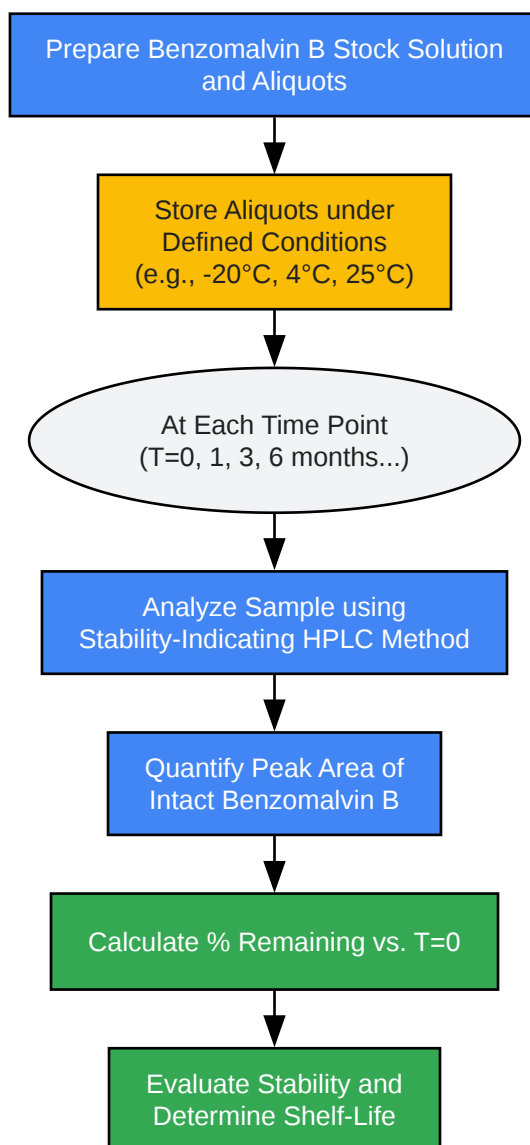 Prepare Benzomalvin B Stock Solution
and Aliquots
Store Aliquots under
Defined Conditions
(e.g., -20°C, 4°C, 25°C)
At Each Time Point
(T=0, 1, 3, 6 months...)
Analyze Sample using
Stability-Indicating HPLC Method
Quantify Peak Area of
Intact Benzomalvin B
Calculate % Remaining vs. T=0
Evaluate Stability and
Determine Shelf-Life